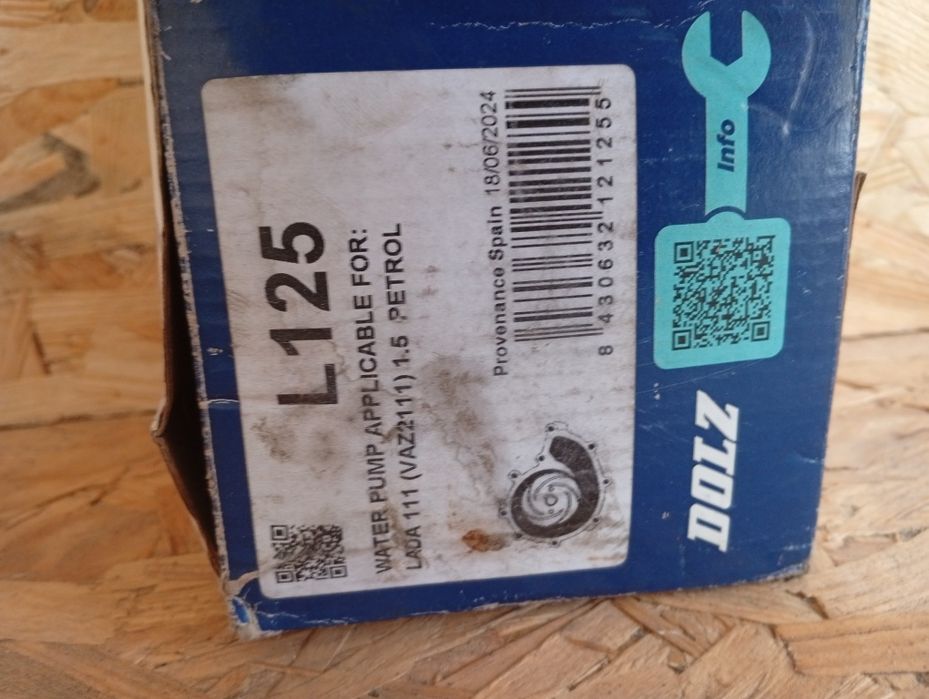 L125
WATER PUMP APPLICABLE FOR:
LADA 111 (VAZ2111) 1.5 PETROL
Provenance Spain 18/06/2024
8 430632 121255
Info
DOLZ